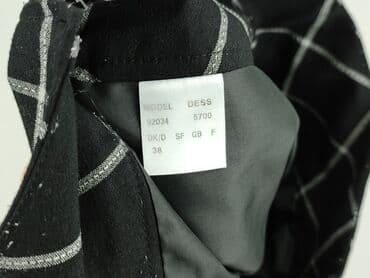 MODEL DESS
92034 5700
DK/D SF GB F
38